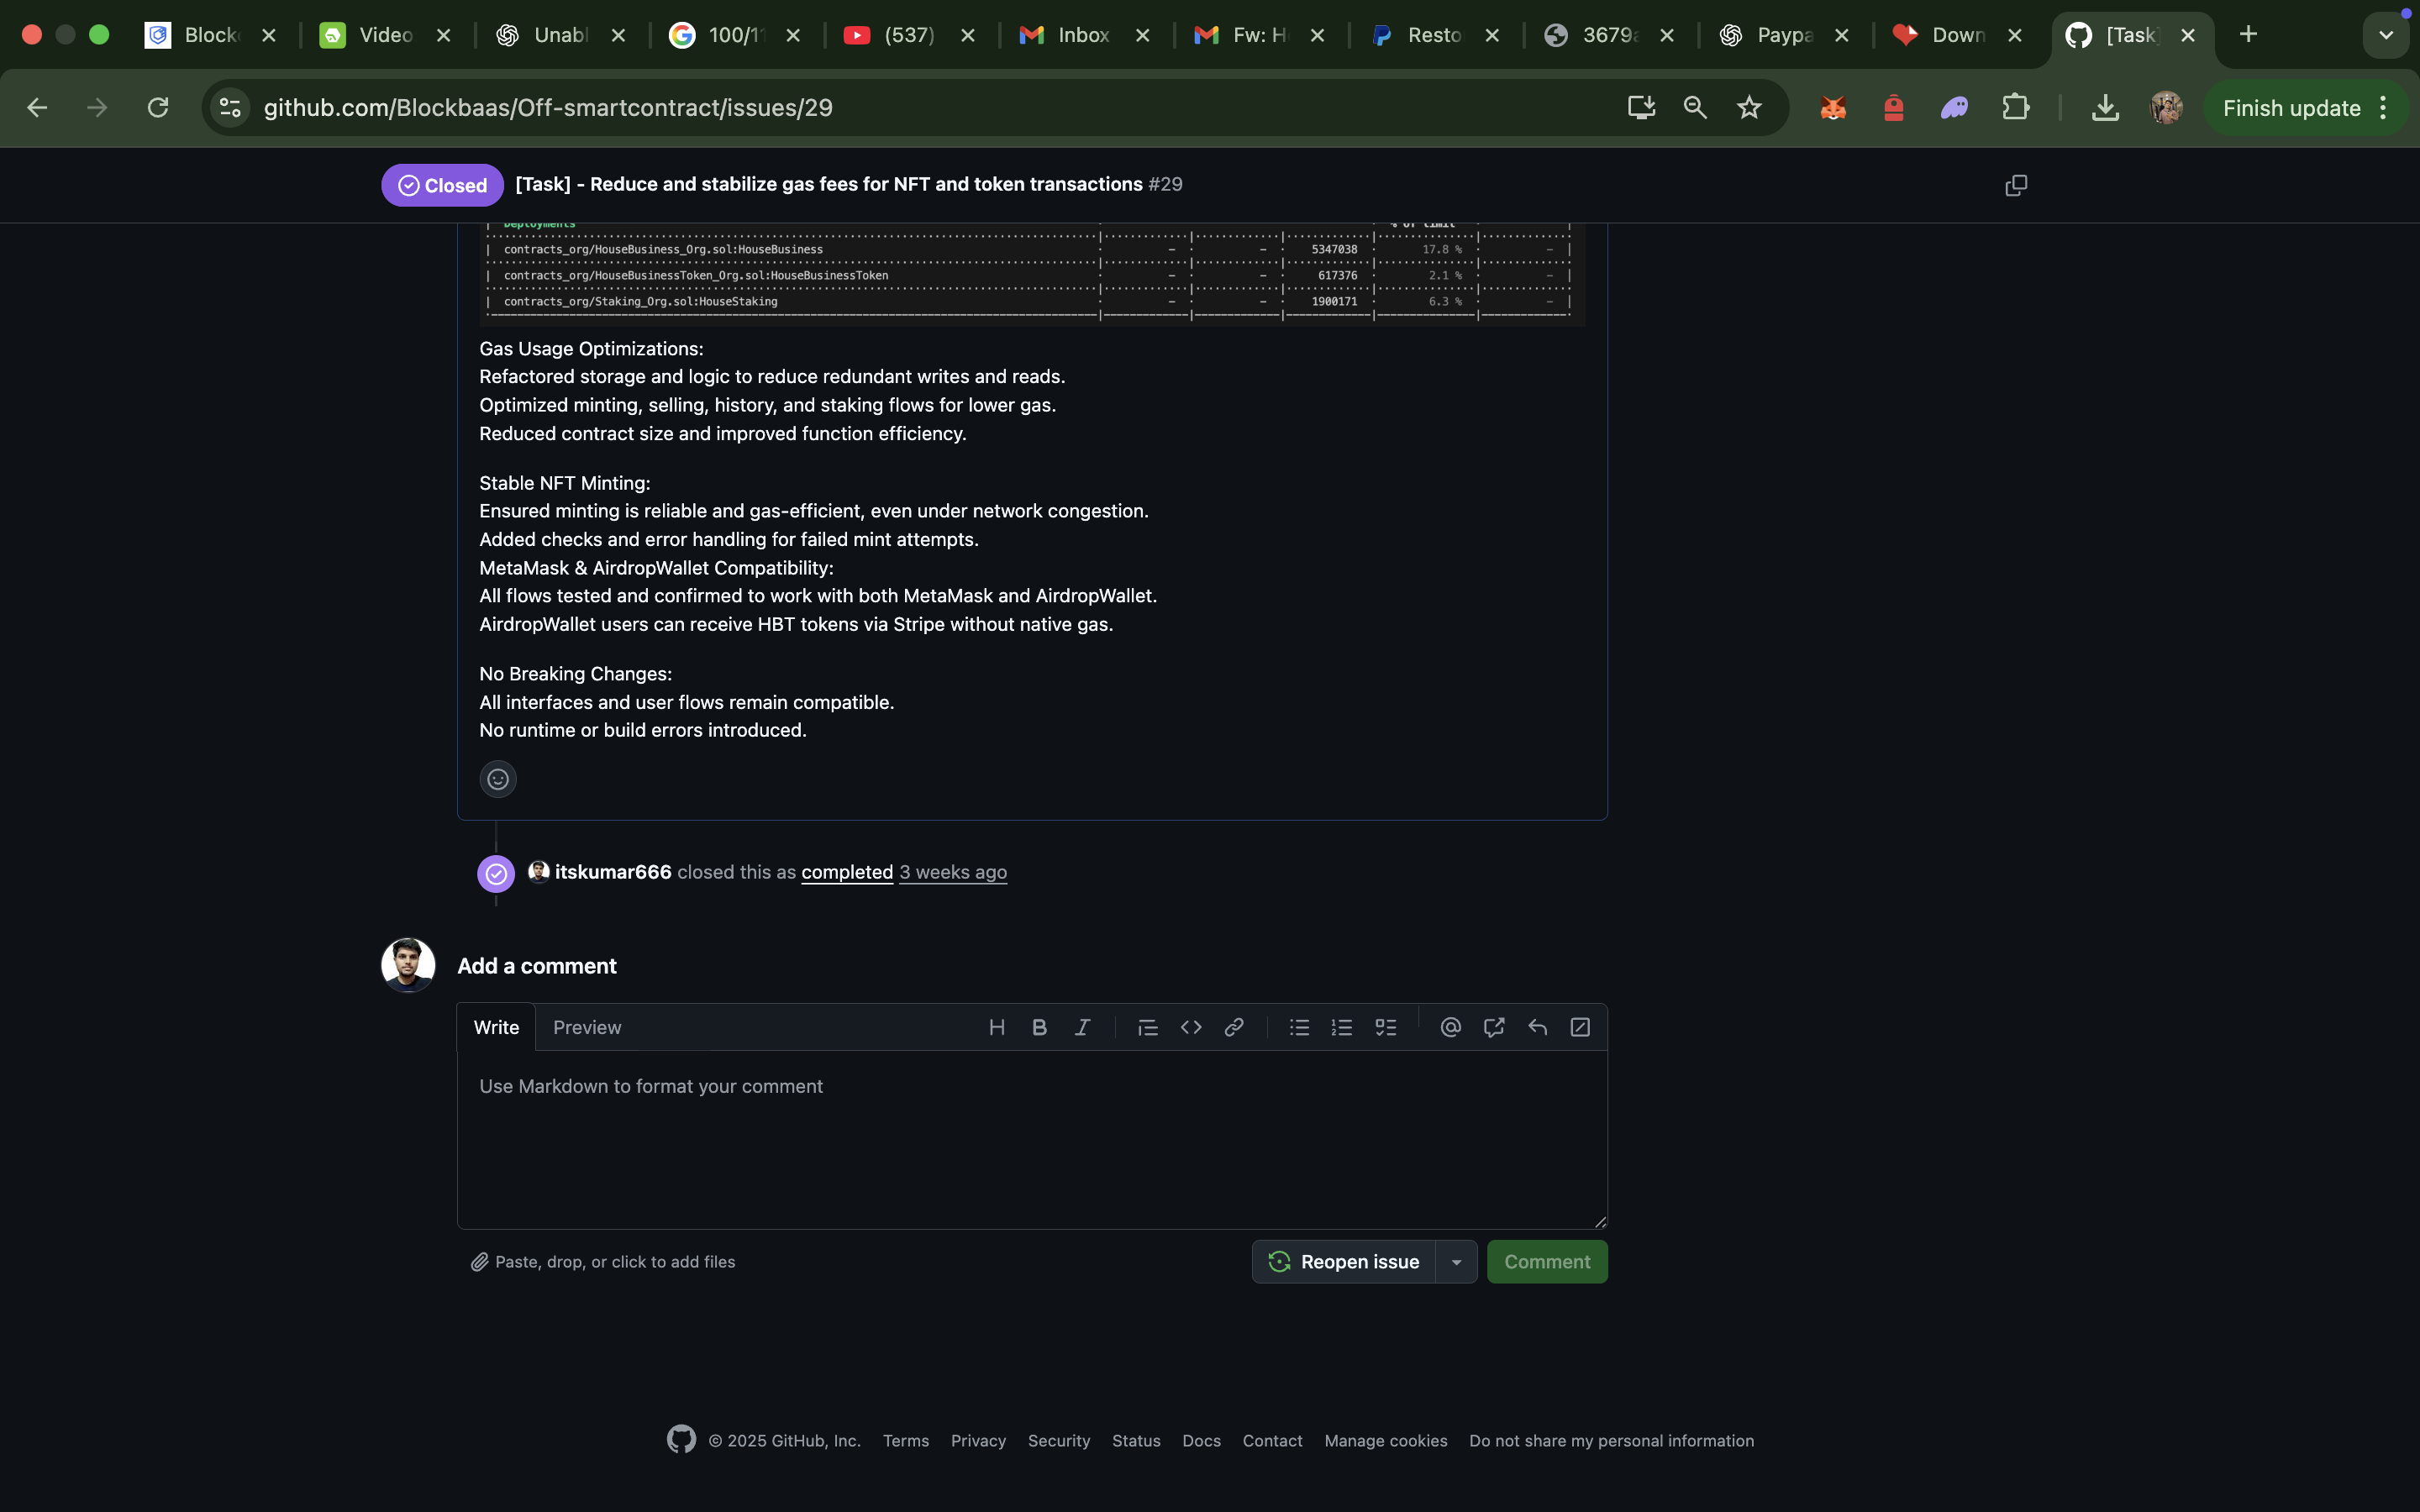 Block
Video
Unabl
100/11
(537)
Inbox
Fw: H
Resto
3679a
Paypa
Down
[Task]
github.com/Blockbaas/Off-smartcontract/issues/29
Finish update
Closed
[Task] - Reduce and stabilize gas fees for NFT and token transactions #29
Deployments % of limit
contracts_org/HouseBusiness_Org.sol:HouseBusiness – – 5347038 17.8 % –
contracts_org/HouseBusinessToken_Org.sol:HouseBusinessToken – – 617376 2.1 % –
contracts_org/Staking_Org.sol:HouseStaking – – 1900171 6.3 % –
Gas Usage Optimizations:
Refactored storage and logic to reduce redundant writes and reads.
Optimized minting, selling, history, and staking flows for lower gas.
Reduced contract size and improved function efficiency.
Stable NFT Minting:
Ensured minting is reliable and gas-efficient, even under network congestion.
Added checks and error handling for failed mint attempts.
MetaMask & AirdropWallet Compatibility:
All flows tested and confirmed to work with both MetaMask and AirdropWallet.
AirdropWallet users can receive HBT tokens via Stripe without native gas.
No Breaking Changes:
All interfaces and user flows remain compatible.
No runtime or build errors introduced.
itskumar666 closed this as completed 3 weeks ago
Add a comment
Write
Preview
Use Markdown to format your comment
Paste, drop, or click to add files
Reopen issue
Comment
© 2025 GitHub, Inc. Terms Privacy Security Status Docs Contact Manage cookies Do not share my personal information